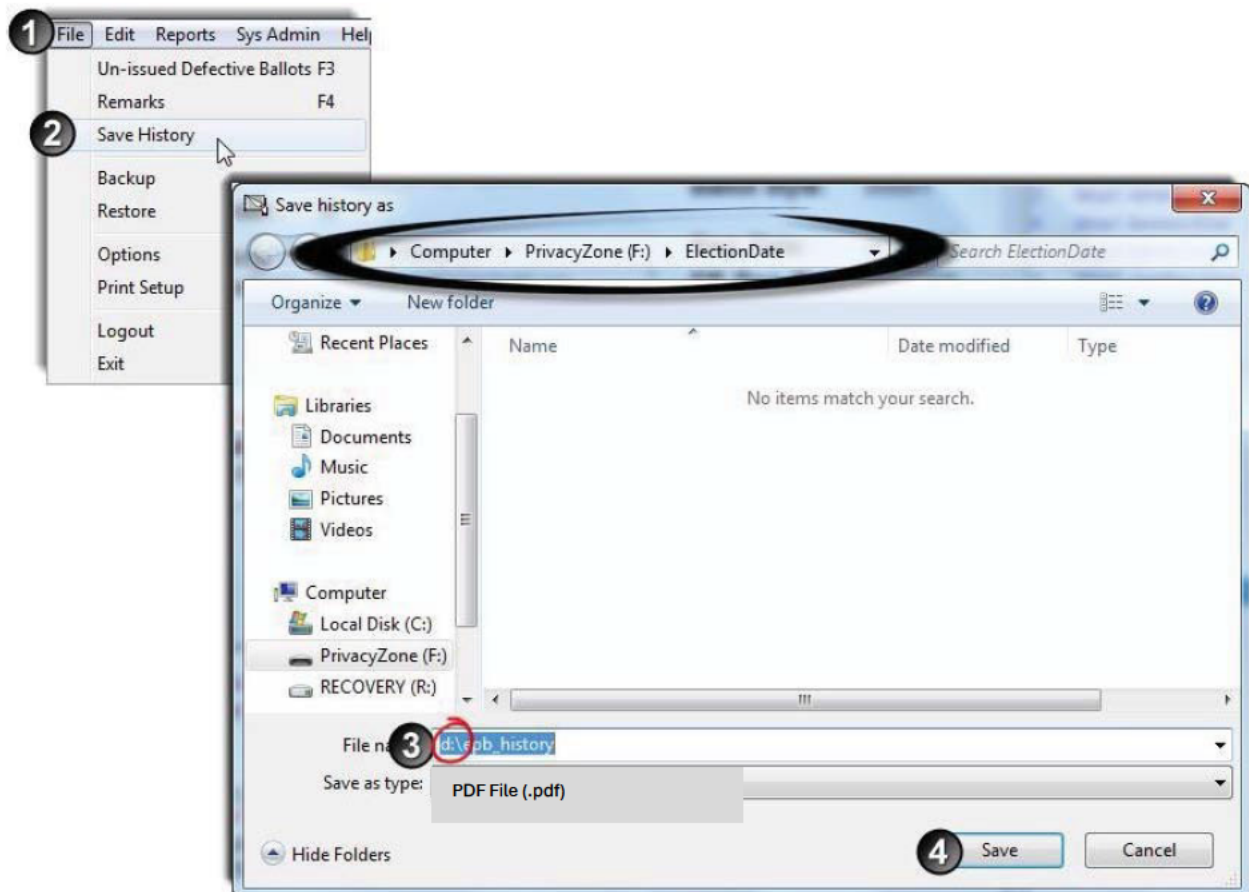 1 File Edit Reports Sys Admin Hel
Un-issued Defective Ballots F3
Remarks F4
2 Save History
Backup
Restore
Options
Print Setup
Logout
Exit
Save history as
Computer PrivacyZone (F:) ElectionDate
Search ElectionDate
Organize New folder
Recent Places
Libraries
Documents
Music
Pictures
Videos
Computer
Local Disk (C:)
PrivacyZone (F:)
RECOVERY (R:)
Name Date modified Type
No items match your search.
File na 3 d:\epb_history
Save as type: PDF File (.pdf)
Hide Folders
4 Save Cancel